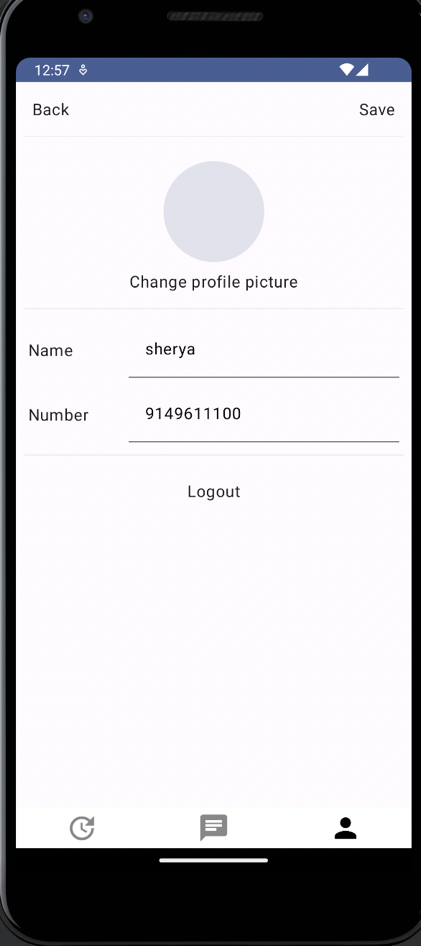 12:57
Back Save
Change profile picture
Name sherya
Number 9149611100
Logout